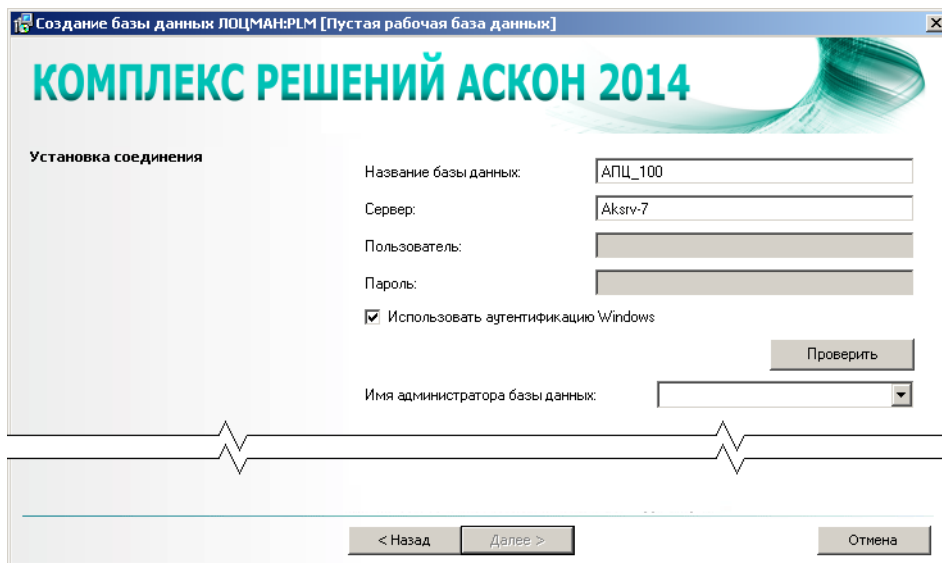 Создание базы данных ЛОЦМАН:PLM [Пустая рабочая база данных]
КОМПЛЕКС РЕШЕНИЙ АСКОН 2014
Установка соединения
Название базы данных: АПЦ_100
Сервер: Aksrv-7
Пользователь:
Пароль:
Использовать аутентификацию Windows
Проверить
Имя администратора базы данных:
< Назад Далее > Отмена